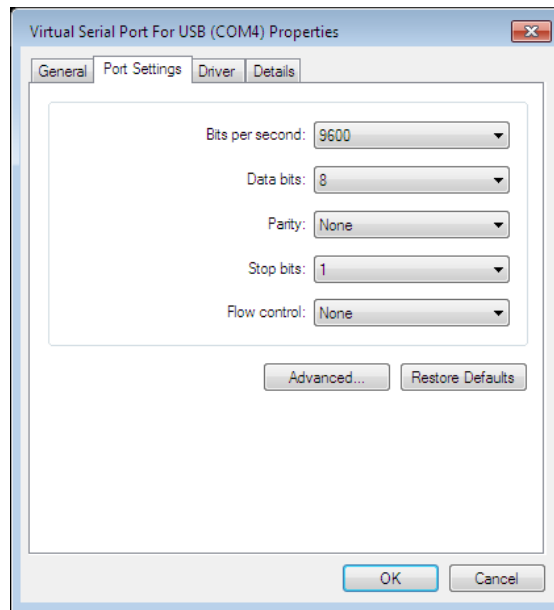 Virtual Serial Port For USB (COM4) Properties
General Port Settings Driver Details
Bits per second: 9600
Data bits: 8
Parity: None
Stop bits: 1
Flow control: None
Advanced... Restore Defaults
OK Cancel